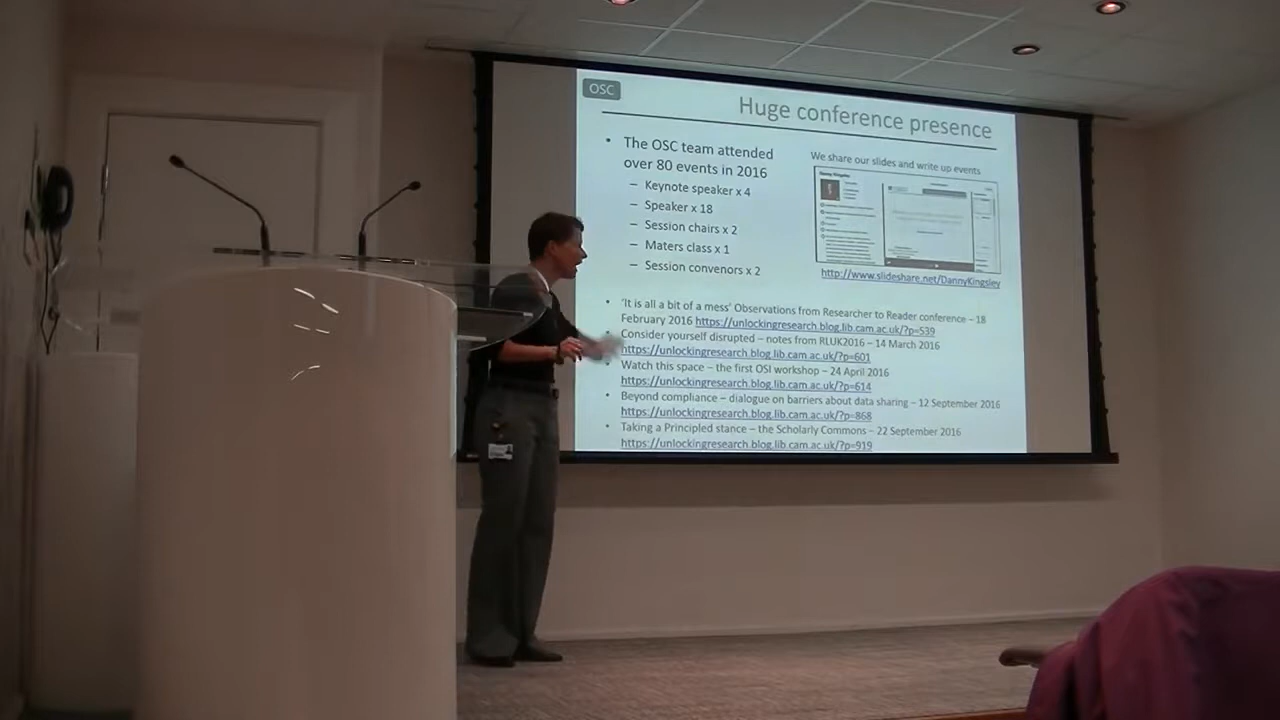 OSC
Huge conference presence
• The OSC team attended
over 80 events in 2016
– Keynote speaker x 4
– Speaker x 18
– Session chairs x 2
– Maters class x 1
– Session convenors x 2
We share our slides and write up events
Danny Kingsley
http://www.slideshare.net/DannyKingsley
• 'It is all a bit of a mess' Observations from Researcher to Reader conference – 18
February 2016 https://unlockingresearch.blog.lib.cam.ac.uk/?p=539
• Consider yourself disrupted – notes from RLUK2016 – 14 March 2016
https://unlockingresearch.blog.lib.cam.ac.uk/?p=601
• Watch this space – the first OSI workshop – 24 April 2016
https://unlockingresearch.blog.lib.cam.ac.uk/?p=614
• Beyond compliance – dialogue on barriers about data sharing – 12 September 2016
https://unlockingresearch.blog.lib.cam.ac.uk/?p=868
• Taking a Principled stance – the Scholarly Commons – 22 September 2016
https://unlockingresearch.blog.lib.cam.ac.uk/?p=919